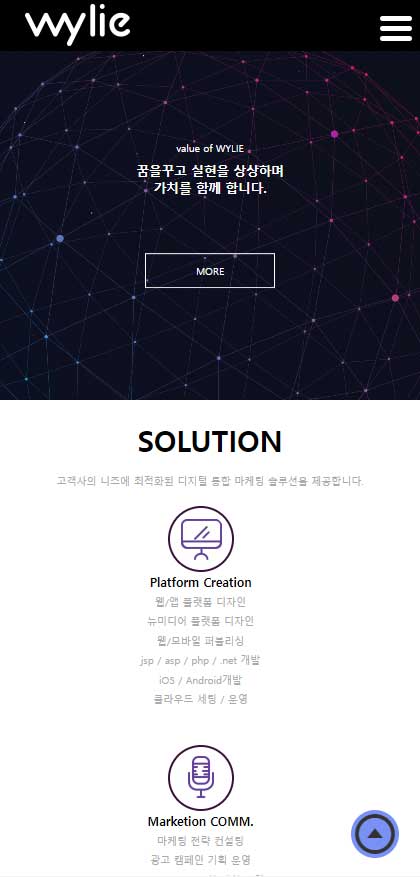 wylie
value of WYLIE
꿈을꾸고 실현을 상상하며
가치를 함께 합니다.
MORE
SOLUTION
고객사의 니즈에 최적화된 디지털 통합 마케팅 솔루션을 제공합니다.
Platform Creation
웹/앱 플랫폼 디자인
뉴미디어 플랫폼 디자인
웹/모바일 퍼블리싱
jsp / asp / php / .net 개발
iOS / Android개발
클라우드 세팅 / 운영
Marketion COMM.
마케팅 전략 컨설팅
광고 캠페인 기획 운영